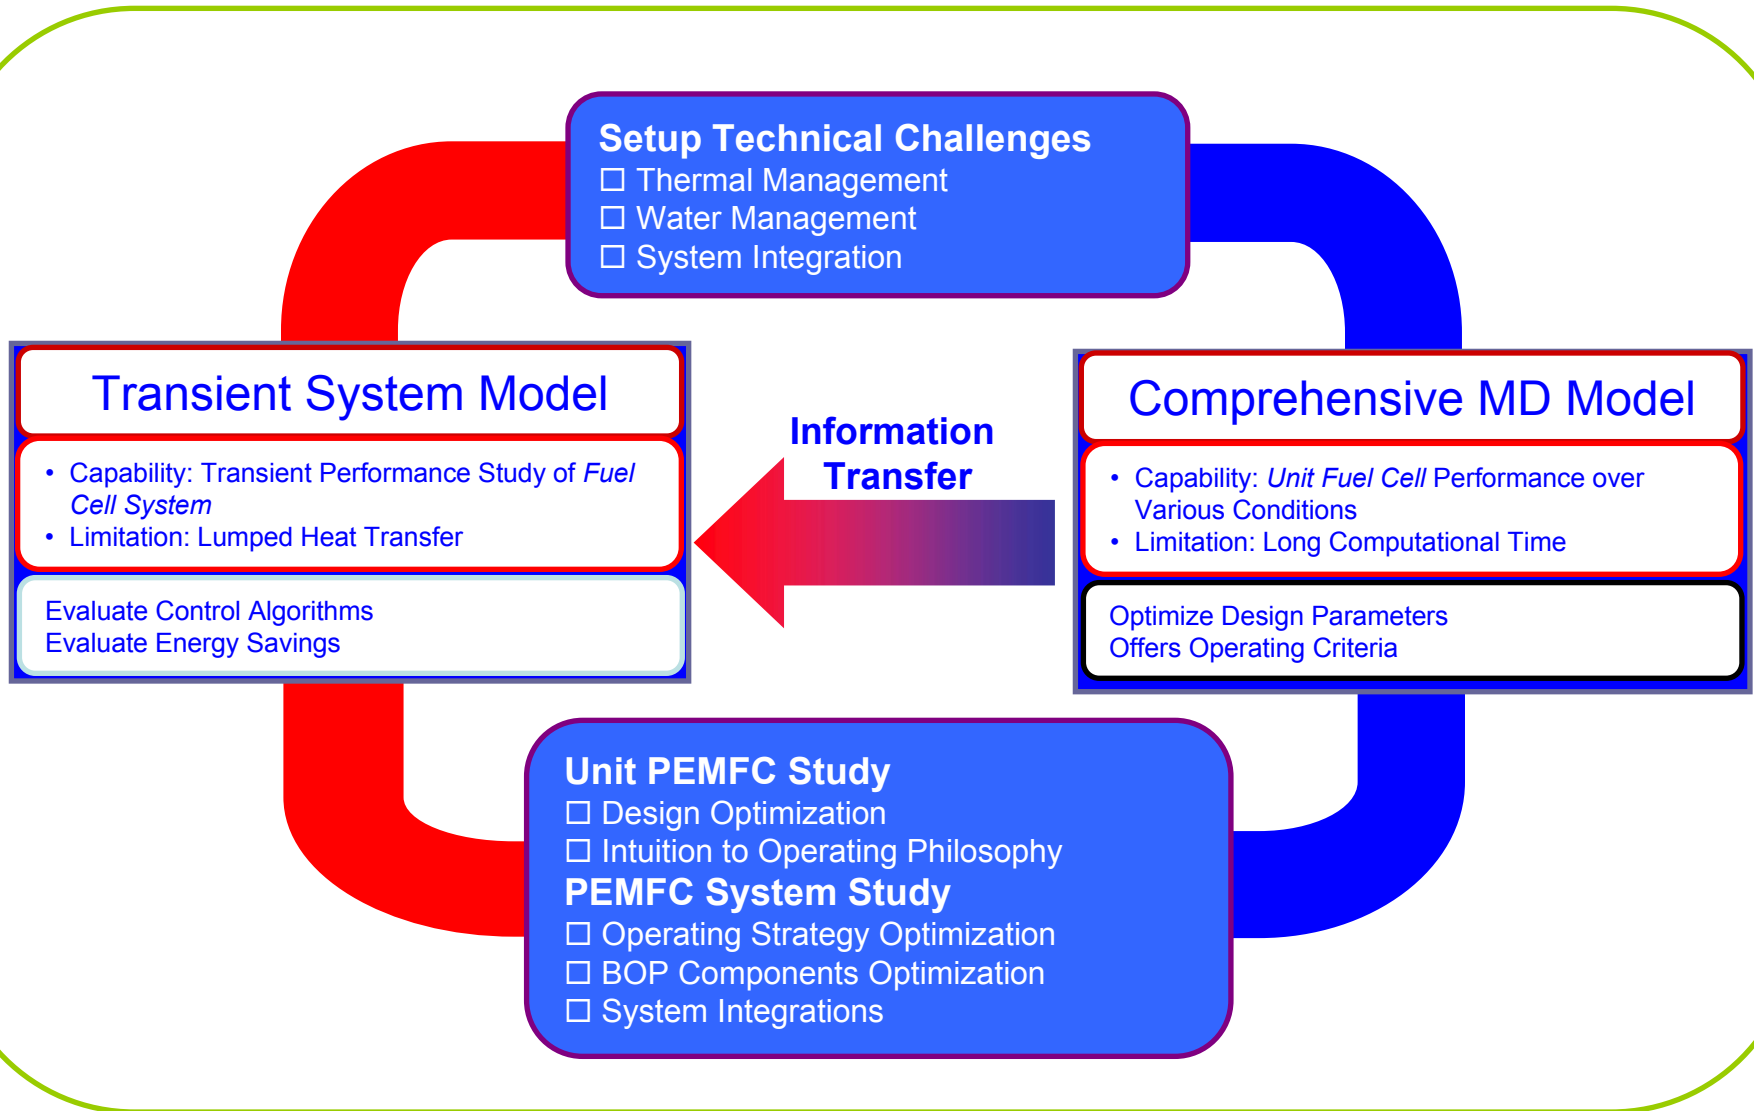 Setup Technical Challenges
☐ Thermal Management
☐ Water Management
☐ System Integration
Transient System Model
• Capability: Transient Performance Study of Fuel
Cell System
• Limitation: Lumped Heat Transfer
Evaluate Control Algorithms
Evaluate Energy Savings
Information
Transfer
Comprehensive MD Model
• Capability: Unit Fuel Cell Performance over
Various Conditions
• Limitation: Long Computational Time
Optimize Design Parameters
Offers Operating Criteria
Unit PEMFC Study
☐ Design Optimization
☐ Intuition to Operating Philosophy
PEMFC System Study
☐ Operating Strategy Optimization
☐ BOP Components Optimization
☐ System Integrations